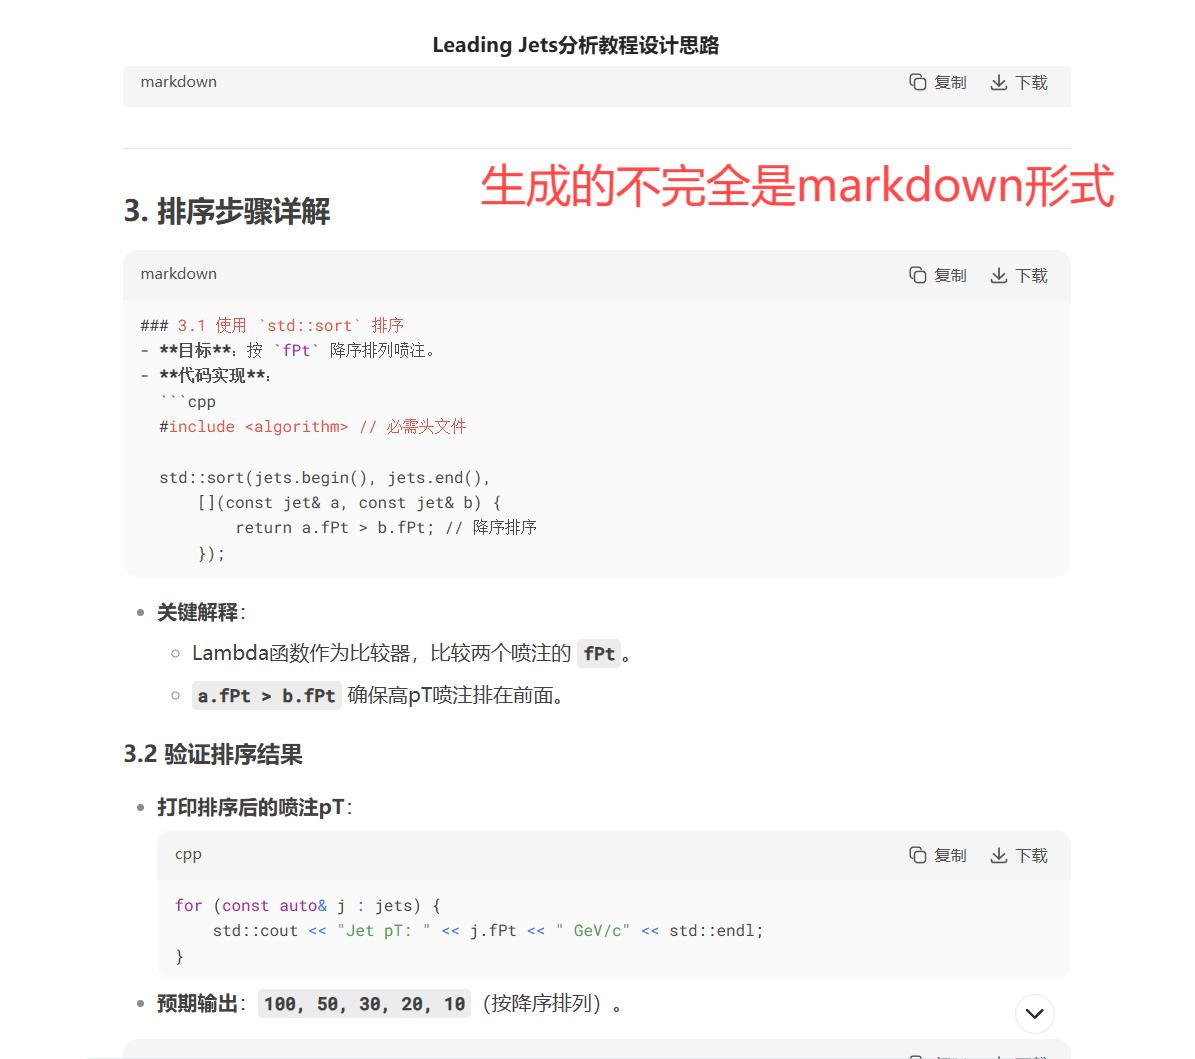 Leading Jets分析教程设计思路
markdown 复制 下载
生成的不完全是markdown形式
3. 排序步骤详解
markdown 复制 下载
### 3.1 使用 `std::sort` 排序
- **目标**：按 `fPt` 降序排列喷注。
- **代码实现**：
```cpp
#include <algorithm> // 必需头文件
std::sort(jets.begin(), jets.end(),
[](const jet& a, const jet& b) {
return a.fPt > b.fPt; // 降序排序
});
关键解释：
Lambda函数作为比较器，比较两个喷注的 fPt 。
a.fPt > b.fPt 确保高pT喷注排在前面。
3.2 验证排序结果
打印排序后的喷注pT：
cpp 复制 下载
for (const auto& j : jets) {
std::cout << "Jet pT: " << j.fPt << " GeV/c" << std::endl;
}
预期输出： 100, 50, 30, 20, 10 （按降序排列）。